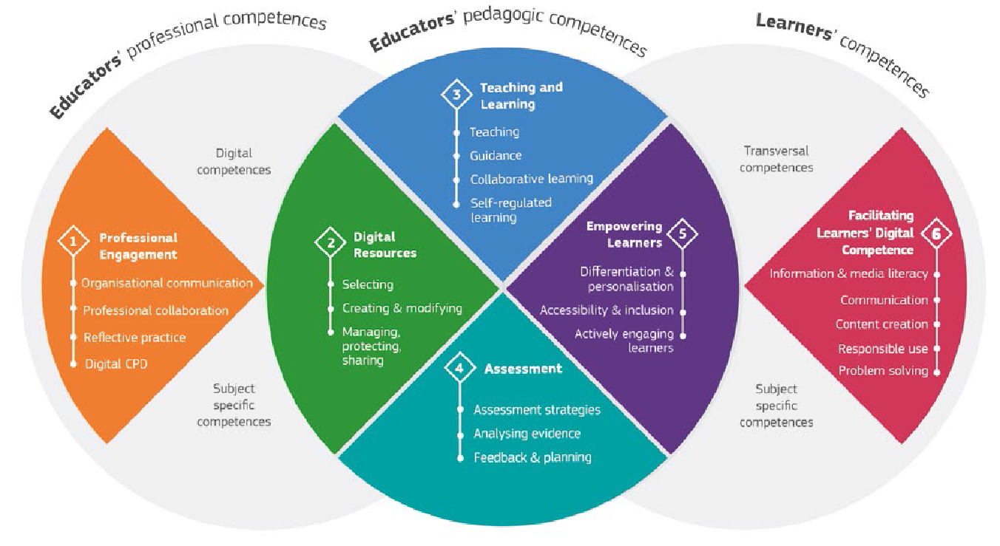 Educators' professional competences
Educators' pedagogic competences
Learners' competences
Digital
competences
Subject
specific
competences
1
Professional
Engagement
Organisational communication
Professional collaboration
Reflective practice
Digital CPD
2
Digital
Resources
Selecting
Creating & modifying
Managing,
protecting,
sharing
3
Teaching and
Learning
Teaching
Guidance
Collaborative learning
Self-regulated
learning
4
Assessment
Assessment strategies
Analysing evidence
Feedback & planning
Empowering
Learners
5
Differentiation &
personalisation
Accessibility & inclusion
Actively engaging
learners
Transversal
competences
Subject
specific
competences
Facilitating
Learners' Digital
Competence
6
Information & media literacy
Communication
Content creation
Responsible use
Problem solving